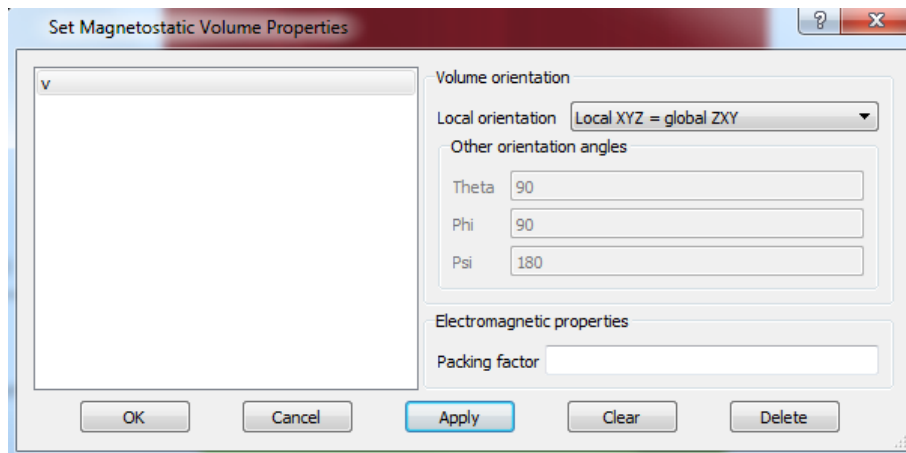 Set Magnetostatic Volume Properties
?
X
v
Volume orientation
Local orientation Local XYZ = global ZXY
Other orientation angles
Theta 90
Phi 90
Psi 180
Electromagnetic properties
Packing factor
OK Cancel Apply Clear Delete